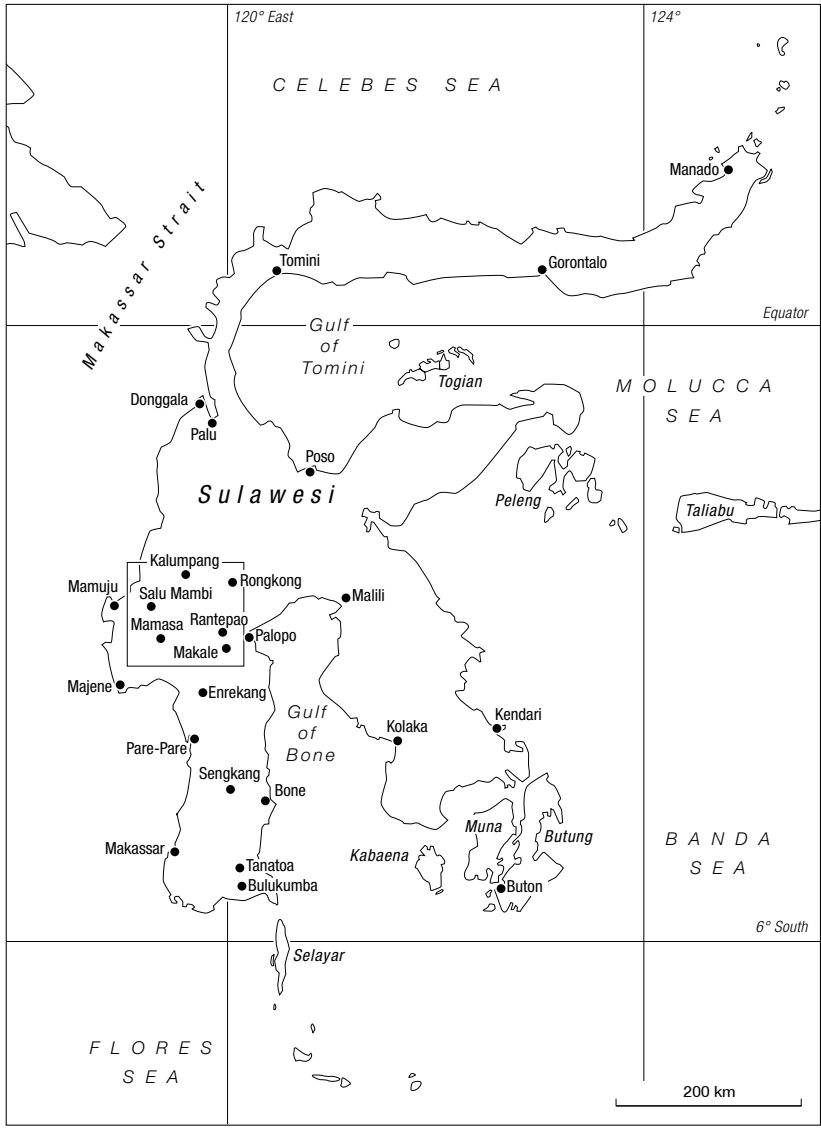 120° East
124°
CELEBES SEA
Manado
Makassar Strait
Tomini
Gorontalo
Equator
Gulf
of
Tomini
Togian
MOLUCCA
SEA
Donggala
Palu
Poso
Sulawesi
Peleng
Taliabu
Kalumpang
Rongkong
Mamuju
Salu Mambi
Malili
Rantepao
Mamasa
Palopo
Makale
Majene
Enrekang
Gulf
of
Bone
Kendari
Kolaka
Pare-Pare
Sengkang
Bone
Muna
Butung
Makassar
Kabaena
BANDA
SEA
Tanatoa
Bulukumba
Buton
6° South
Selayar
FLORES
SEA
200 km